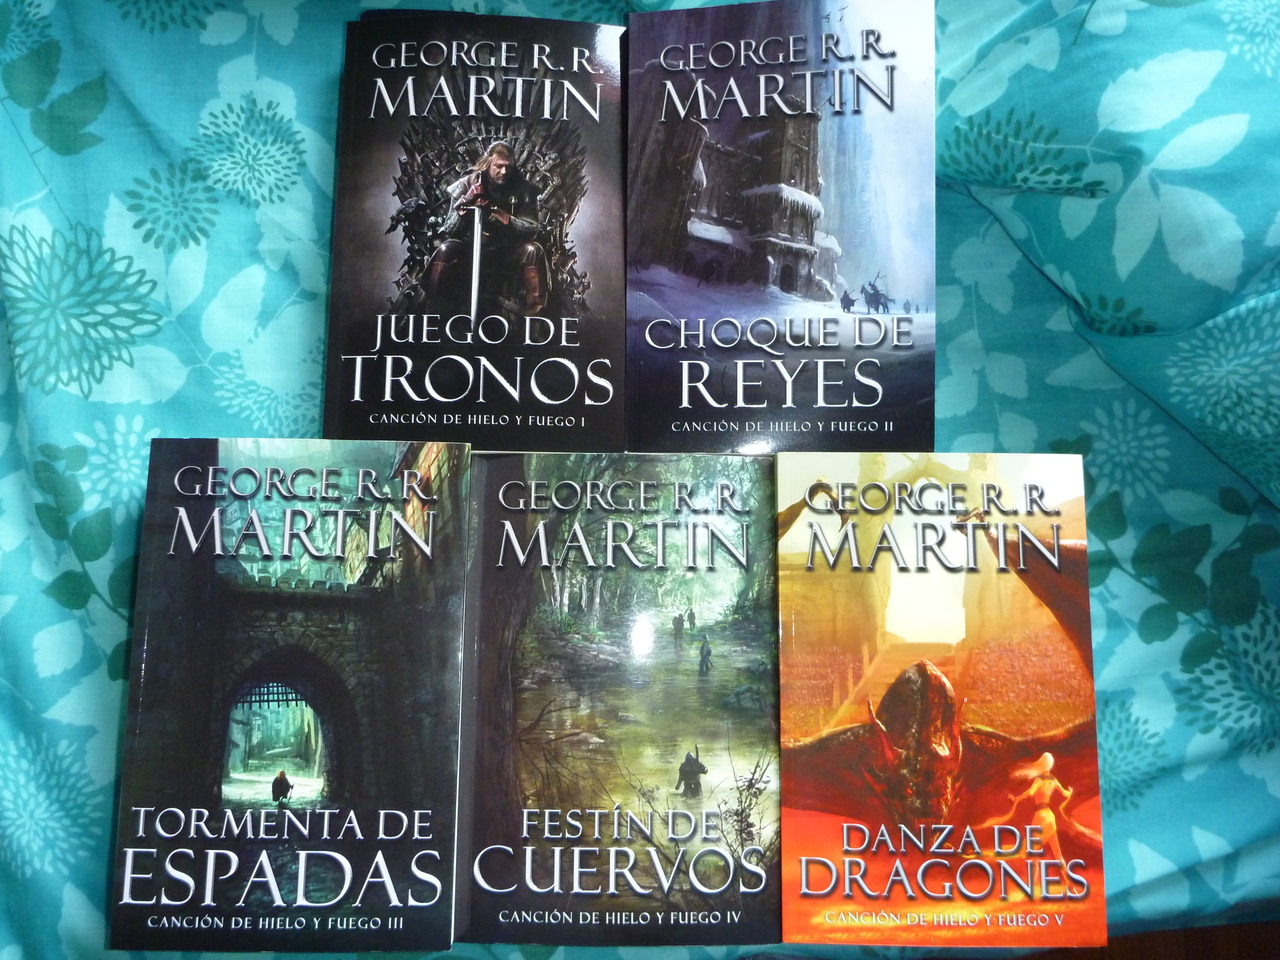 GEORGE R. R.
MARTIN
JUEGO DE
TRONOS
CANCIÓN DE HIELO Y FUEGO I
GEORGE R. R.
MARTIN
CHOQUE DE
REYES
CANCIÓN DE HIELO Y FUEGO II
GEORGE R. R.
MARTIN
TORMENTA DE
ESPADAS
CANCIÓN DE HIELO Y FUEGO III
GEORGE R. R.
MARTIN
FESTÍN DE
CUERVOS
CANCIÓN DE HIELO Y FUEGO IV
GEORGE R. R.
MARTIN
DANZA DE
DRAGONES
CANCIÓN DE HIELO Y FUEGO V